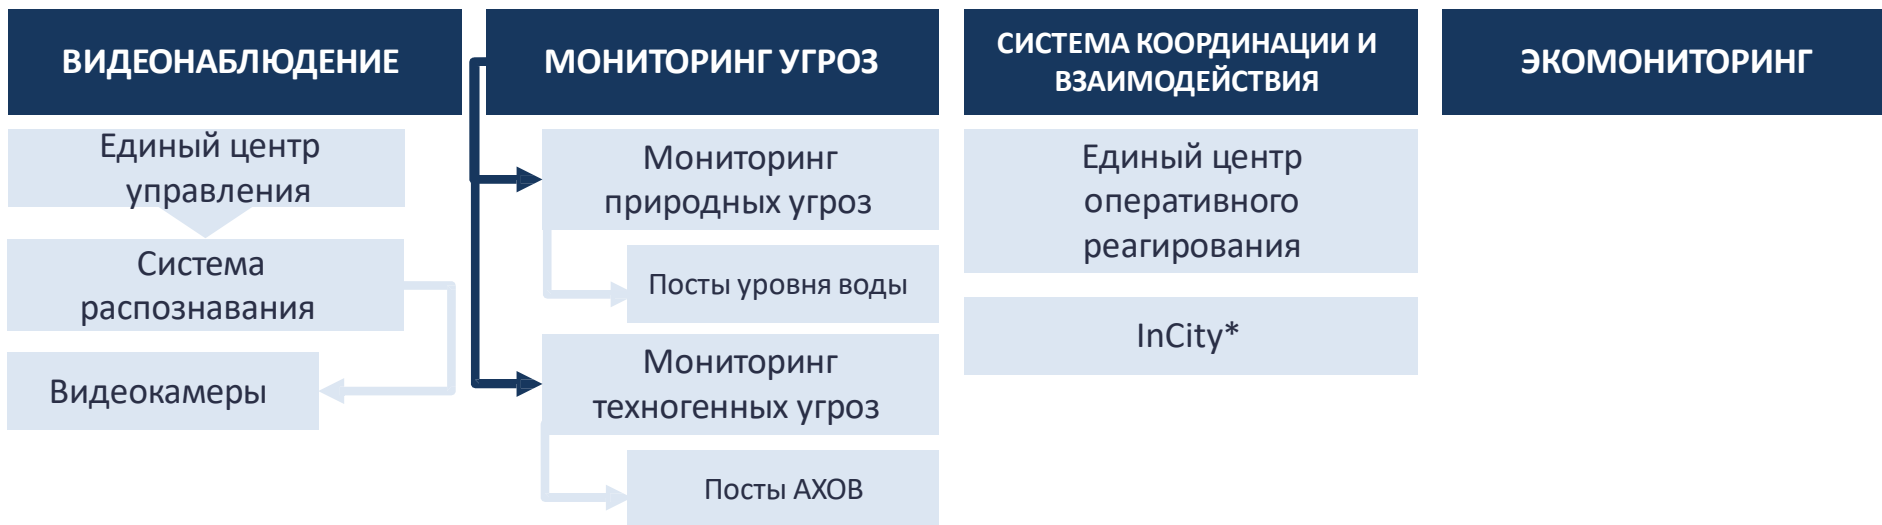 ВИДЕОНАБЛЮДЕНИЕ
Единый центр
управления
Система
распознавания
Видеокамеры
МОНИТОРИНГ УГРОЗ
Мониторинг
природных угроз
Посты уровня воды
Мониторинг
техногенных угроз
Посты АХОВ
СИСТЕМА КООРДИНАЦИИ И
ВЗАИМОДЕЙСТВИЯ
Единый центр
оперативного
реагирования
InCity*
ЭКОМОНИТОРИНГ